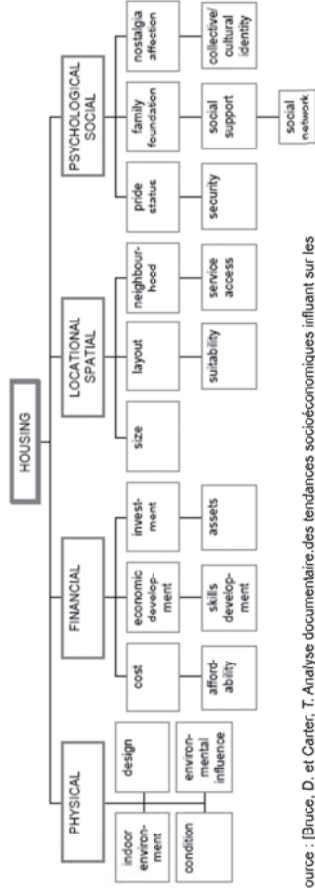 HOUSING
PHYSICAL
FINANCIAL
LOCATIONAL
SPATIAL
PSYCHOLOGICAL
SOCIAL
indoor
environ-
ment
design
condition
environ-
mental
influence
cost
economic
develop-
ment
invest-
ment
afford-
ability
skills
develop-
ment
assets
size
layout
neighbour-
hood
suitability
service
access
pride
status
family
foundation
nostalgia
affection
security
social
support
collective/
cultural
identity
social
network
ource : [Bruce, D. et Carter, T. Analyse documentaire.des tendances socioéconomiques influant sur les